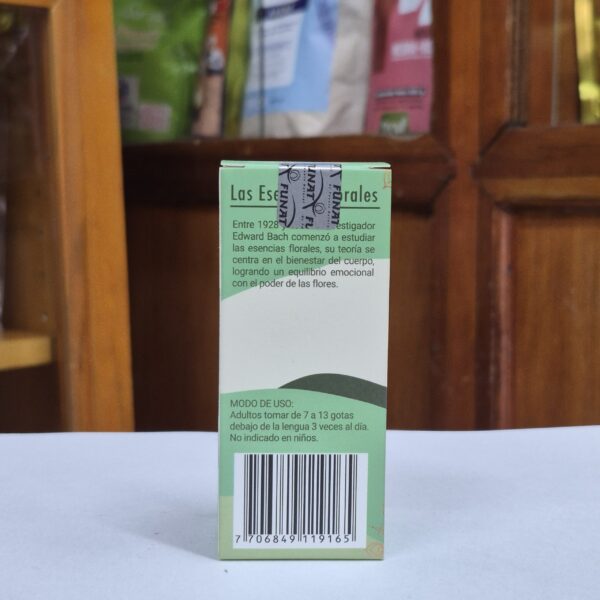 FUNAT
FUNAT
Las Ese rales
Entre 1928 estigador
Edward Bach comenzó a estudiar
las esencias florales, su teoría se
centra en el bienestar del cuerpo,
logrando un equilibrio emocional
con el poder de las flores.
MODO DE USO:
Adultos tomar de 7 a 13 gotas
debajo de la lengua 3 veces al día.
No indicado en niños.
7 706849 119165